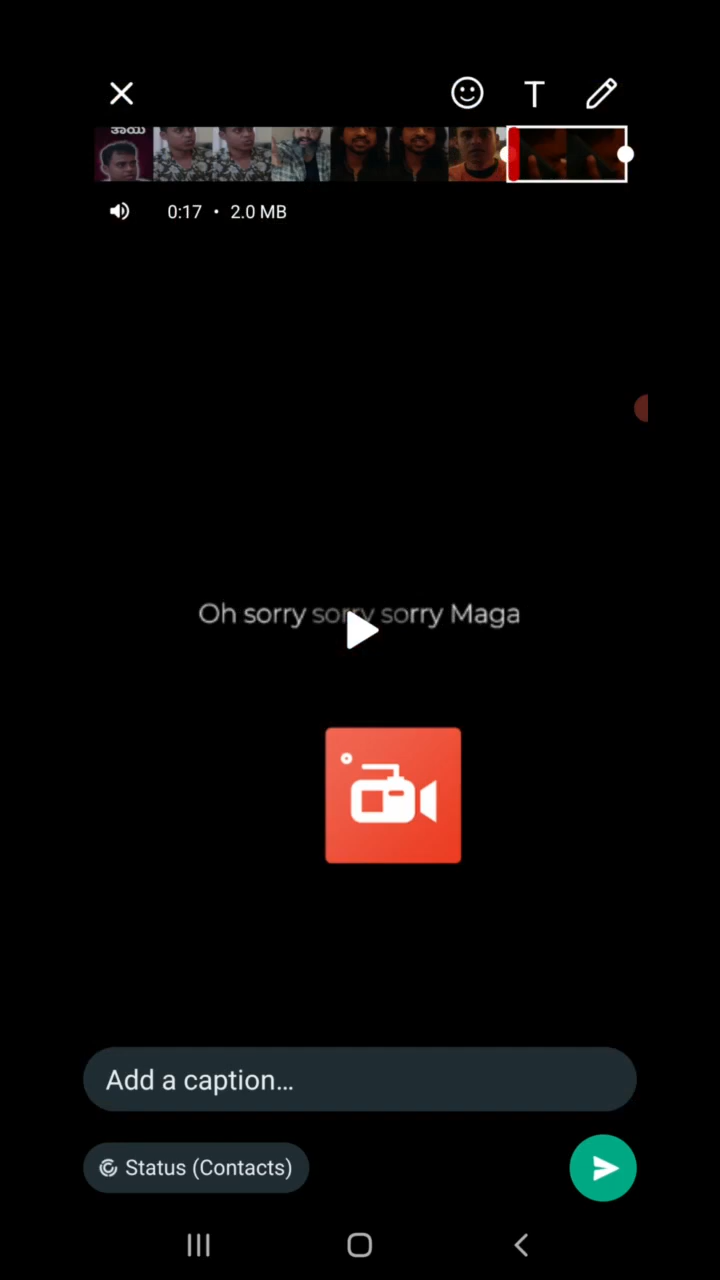 T
ತಾಯಿ
0:17 • 2.0 MB
Oh sorry sorry sorry Maga
Add a caption...
Status (Contacts)